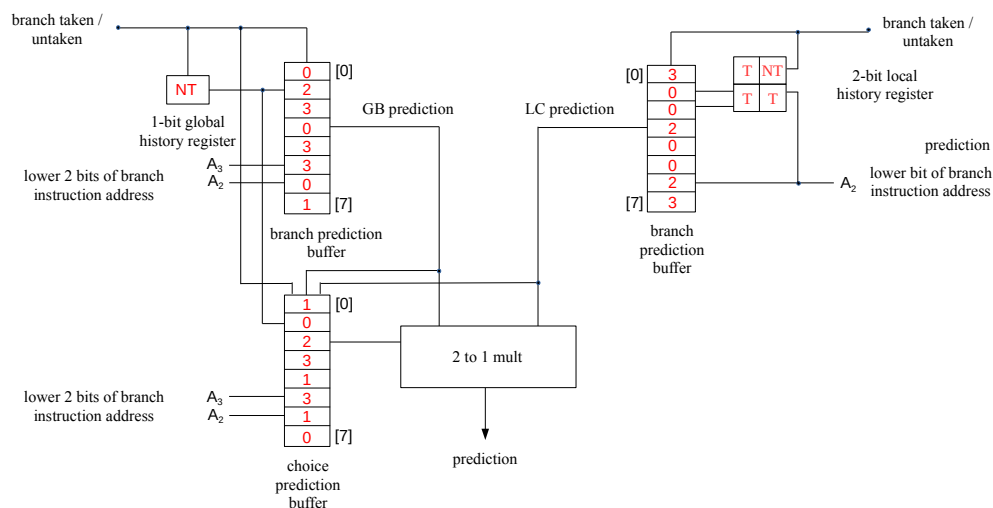 branch taken /
untaken
NT
1-bit global
history register
lower 2 bits of branch
instruction address
A3
A2
0
2
3
0
3
3
0
1
[0]
[7]
branch prediction
buffer
GB prediction
LC prediction
[0]
[7]
3
0
0
2
0
0
2
3
branch
prediction
buffer
branch taken /
untaken
T NT
T T
2-bit local
history register
prediction
A2
lower bit of branch
instruction address
lower 2 bits of branch
instruction address
A3
A2
1
0
2
3
1
3
1
0
[0]
[7]
choice
prediction
buffer
2 to 1 mult
prediction